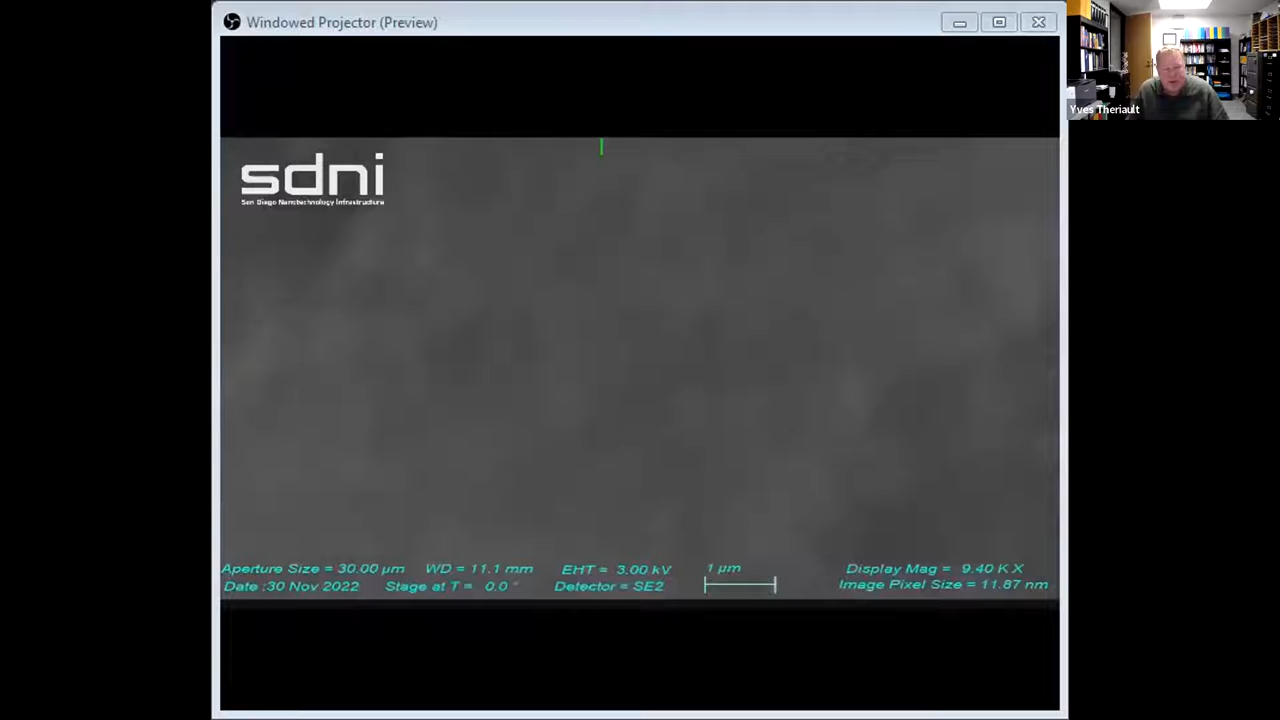 Windowed Projector (Preview)
Yves Theriault
sdni
San Diego Nanotechnology Infrastructure
Aperture Size = 30.00 µm WD = 11.1 mm EHT = 3.00 kV 1 µm Display Mag = 9.40 K X
Date :30 Nov 2022 Stage at T = 0.0 ° Detector = SE2 Image Pixel Size = 11.87 nm